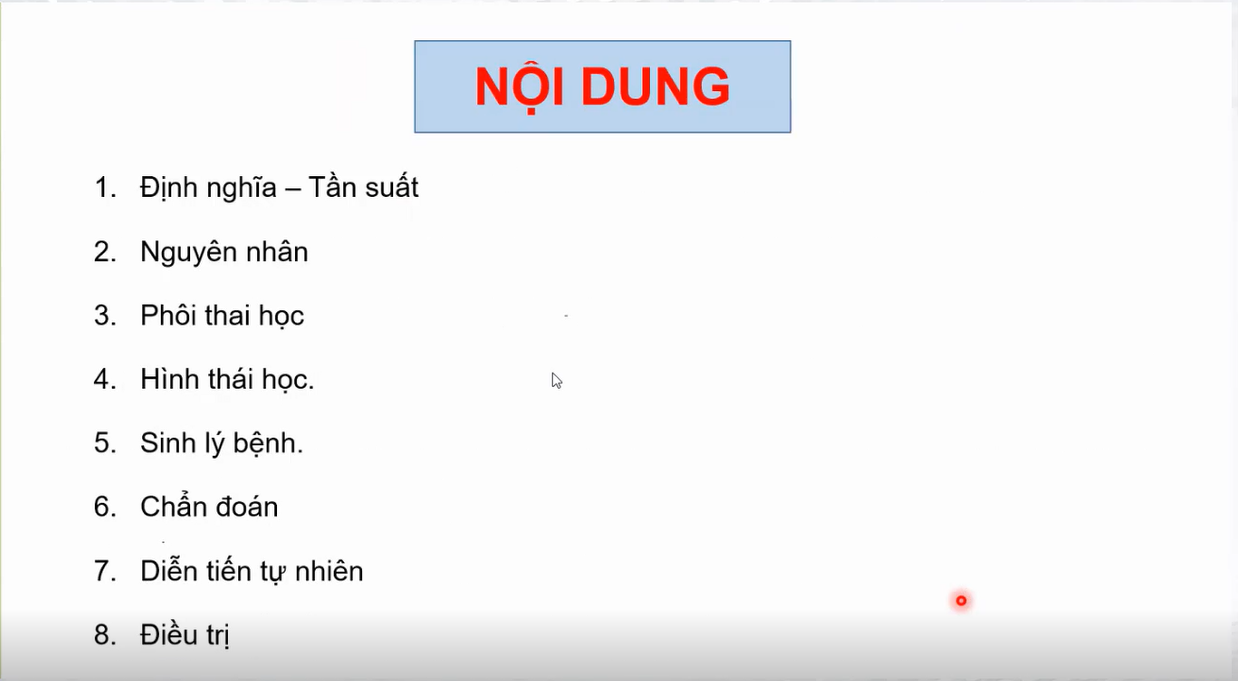 NỘI DUNG
1. Định nghĩa – Tần suất
2. Nguyên nhân
3. Phôi thai học
4. Hình thái học.
5. Sinh lý bệnh.
6. Chẩn đoán
7. Diễn tiến tự nhiên
8. Điều trị